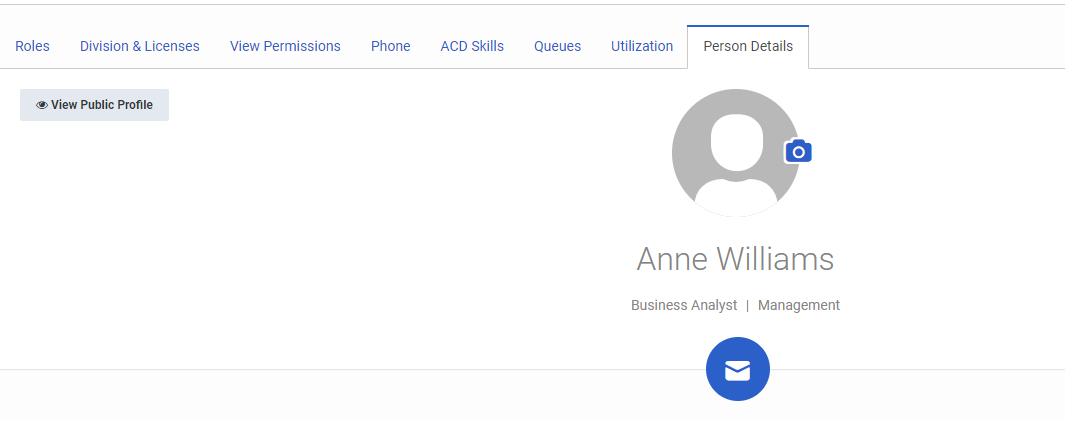 Roles Division & Licenses View Permissions Phone ACD Skills Queues Utilization Person Details
View Public Profile
Anne Williams
Business Analyst | Management